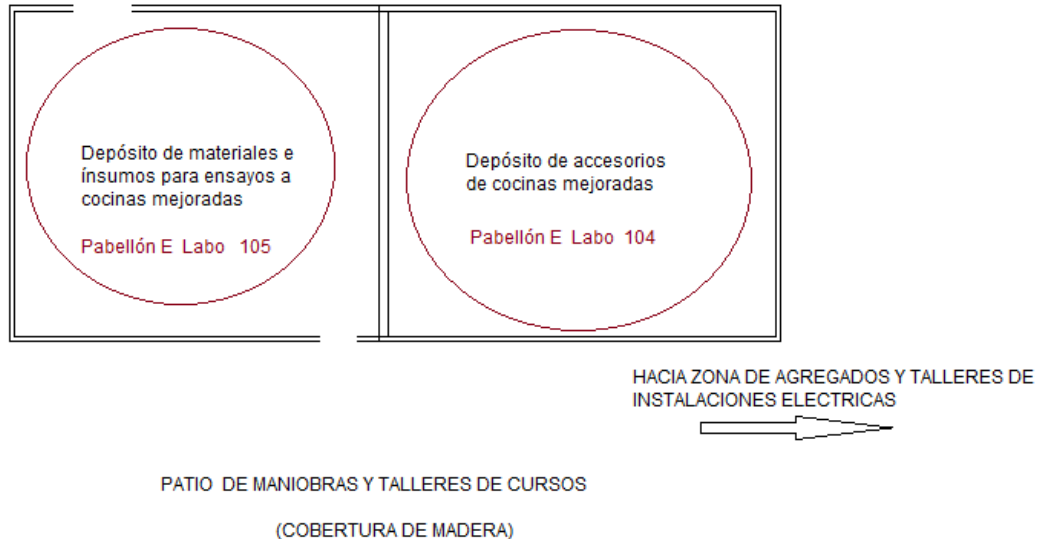 Depósito de materiales e
ínsumos para ensayos a
cocinas mejoradas
Pabellón E Labo 105
Depósito de accesorios
de cocinas mejoradas
Pabellón E Labo 104
HACIA ZONA DE AGREGADOS Y TALLERES DE
INSTALACIONES ELECTRICAS
PATIO DE MANIOBRAS Y TALLERES DE CURSOS
(COBERTURA DE MADERA)